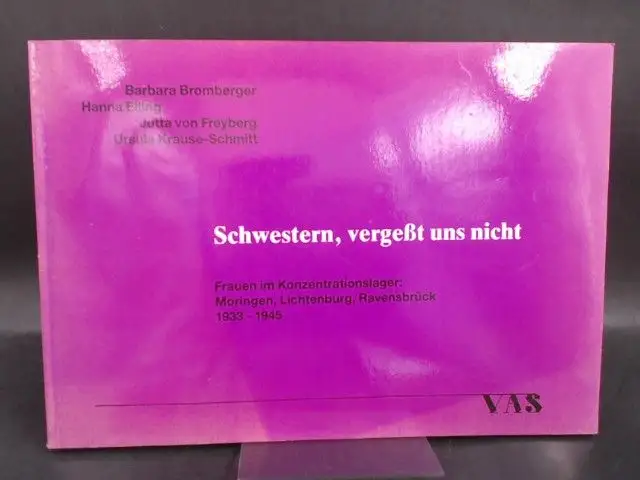 Barbara Bromberger
Hanna Elling
Jutta von Freyberg
Ursula Krause-Schmitt
Schwestern, vergeßt uns nicht
Frauen im Konzentrationslager:
Moringen, Lichtenburg, Ravensbrück
1933 - 1945
VAS